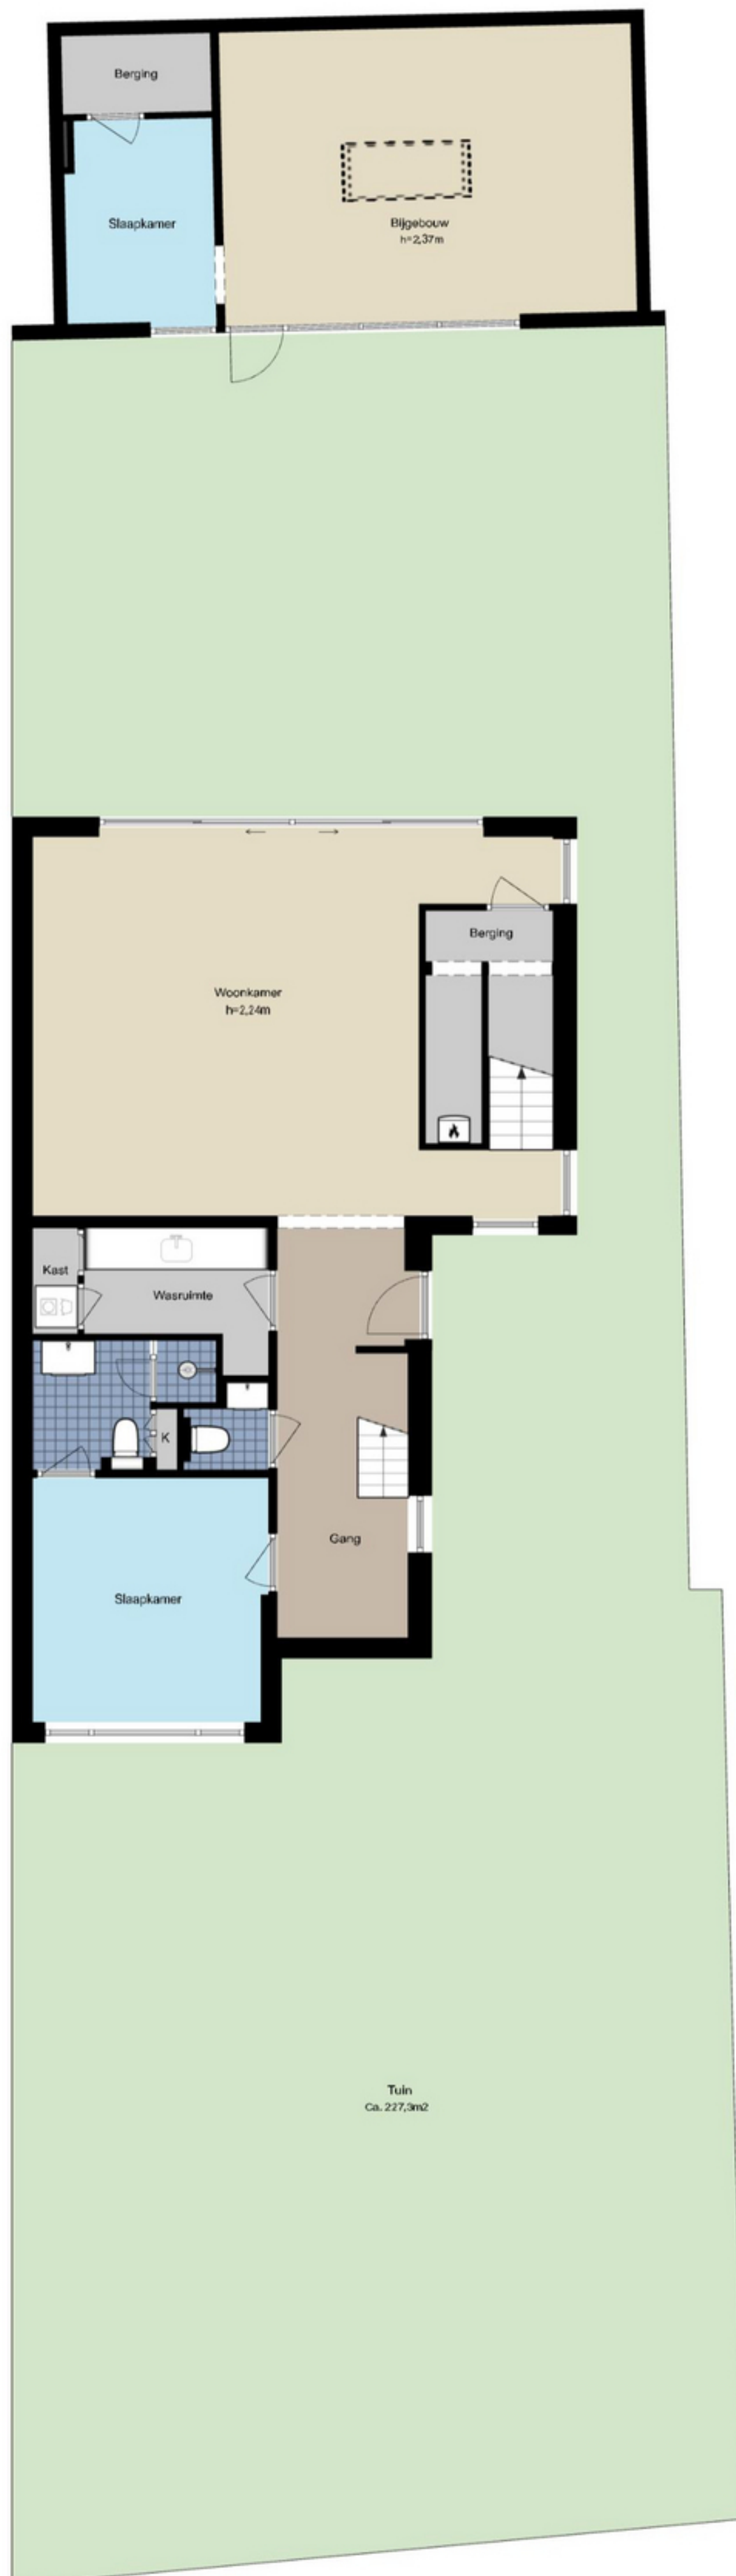 Berging
Slaapkamer
Bijgebouw
h=2,37m
Berging
Woonkamer
h=2,24m
Kast
Wasruimte
K
Gang
Slaapkamer
Tuin
Ca. 227,3m2